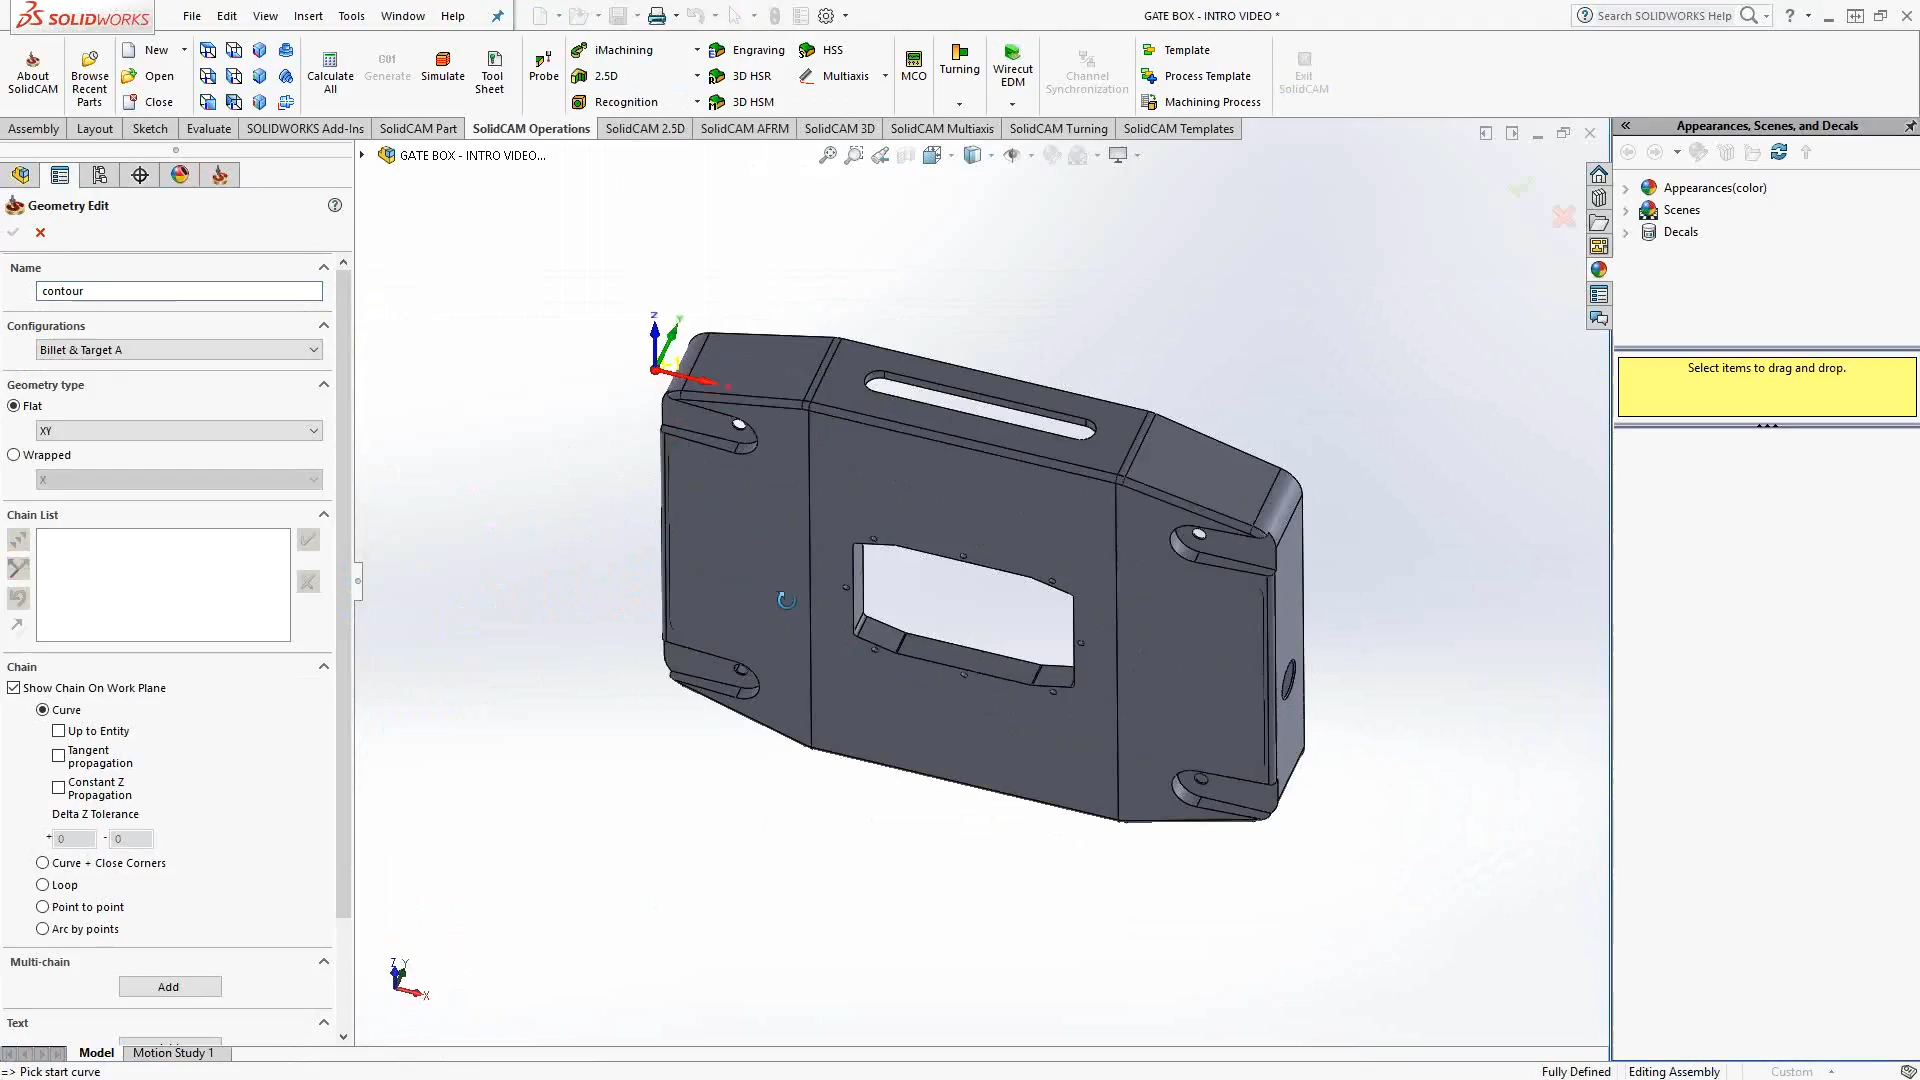 SOLIDWORKS File Edit View Insert Tools Window Help GATE BOX - INTRO VIDEO * Search SOLIDWORKS Help ?
About SolidCAM
Browse Recent Parts
New
Open
Close
Calculate All
G01
Generate
Simulate
Tool Sheet
Probe
iMachining
2.5D
Recognition
Engraving
3D HSR
3D HSM
HSS
Multiaxis
MCO
Turning
Wirecut EDM
Channel Synchronization
Template
Process Template
Machining Process
Exit SolidCAM
Assembly Layout Sketch Evaluate SOLIDWORKS Add-Ins SolidCAM Part SolidCAM Operations SolidCAM 2.5D SolidCAM AFRM SolidCAM 3D SolidCAM Multiaxis SolidCAM Turning SolidCAM Templates
GATE BOX - INTRO VIDEO...
Geometry Edit
Name
contour
Configurations
Billet & Target A
Geometry type
Flat
XY
Wrapped
X
Chain List
Chain
Show Chain On Work Plane
Curve
Up to Entity
Tangent
propagation
Constant Z
Propagation
Delta Z Tolerance
+ 0 - 0
Curve + Close Corners
Loop
Point to point
Arc by points
Multi-chain
Add
Text
Z
Y
Z
Y
X
Appearances, Scenes, and Decals
Appearances(color)
Scenes
Decals
Select items to drag and drop.
Model Motion Study 1
=> Pick start curve
Fully Defined Editing Assembly Custom